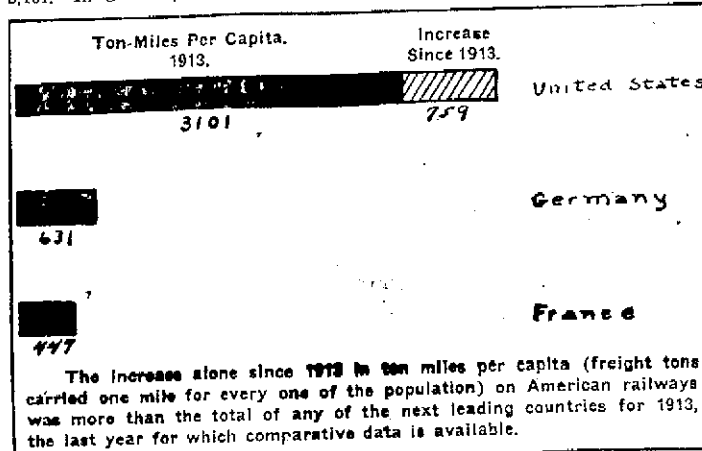 Ton-Miles Per Capita.
1913.
Increase
Since 1913.
United States
3101
759
Germany
631
France
447
The increase alone since 1913 in ton miles per capita (freight tons
carried one mile for every one of the population) on American railways
was more than the total of any of the next leading countries for 1913,
the last year for which comparative data is available.